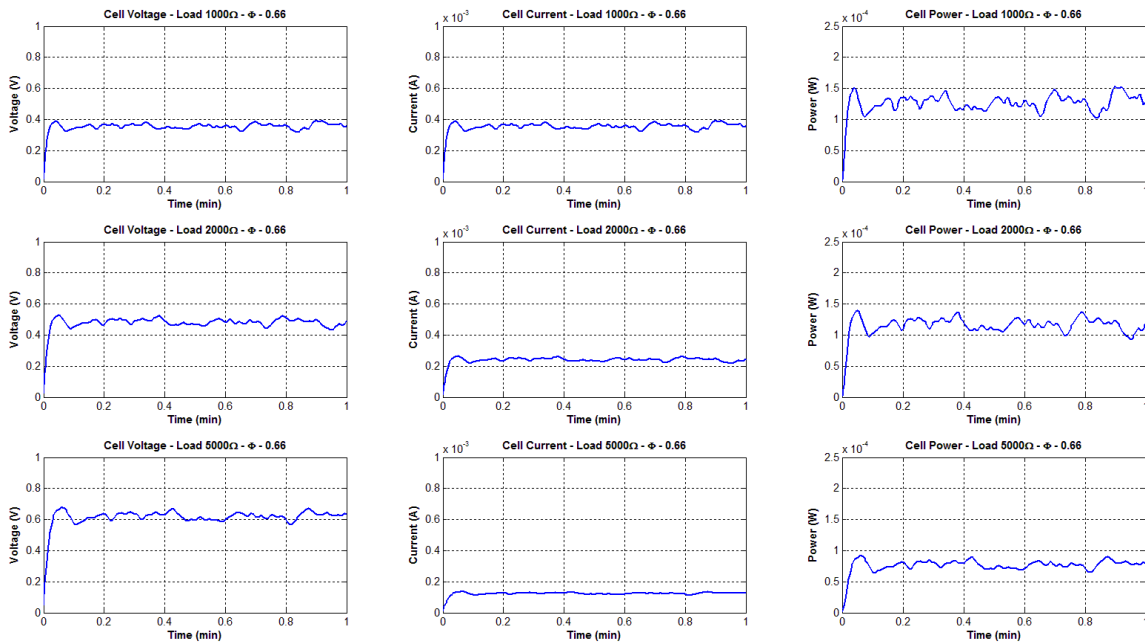 Cell Voltage - Load 1000Ω - Φ - 0.66
1
0.8
0.6
0.4
0.2
0
Voltage (V)
0 0.2 0.4 0.6 0.8 1
Time (min)
Cell Current - Load 1000Ω - Φ - 0.66
x 10⁻³
1
0.8
0.6
0.4
0.2
0
Current (A)
0 0.2 0.4 0.6 0.8 1
Time (min)
Cell Power - Load 1000Ω - Φ - 0.66
x 10⁻⁴
2.5
2
1.5
1
0.5
0
Power (W)
0 0.2 0.4 0.6 0.8 1
Time (min)
Cell Voltage - Load 2000Ω - Φ - 0.66
1
0.8
0.6
0.4
0.2
0
Voltage (V)
0 0.2 0.4 0.6 0.8 1
Time (min)
Cell Current - Load 2000Ω - Φ - 0.66
x 10⁻³
1
0.8
0.6
0.4
0.2
0
Current (A)
0 0.2 0.4 0.6 0.8 1
Time (min)
Cell Power - Load 2000Ω - Φ - 0.66
x 10⁻⁴
2.5
2
1.5
1
0.5
0
Power (W)
0 0.2 0.4 0.6 0.8 1
Time (min)
Cell Voltage - Load 5000Ω - Φ - 0.66
1
0.8
0.6
0.4
0.2
0
Voltage (V)
0 0.2 0.4 0.6 0.8 1
Time (min)
Cell Current - Load 5000Ω - Φ - 0.66
x 10⁻³
1
0.8
0.6
0.4
0.2
0
Current (A)
0 0.2 0.4 0.6 0.8 1
Time (min)
Cell Power - Load 5000Ω - Φ - 0.66
x 10⁻⁴
2.5
2
1.5
1
0.5
0
Power (W)
0 0.2 0.4 0.6 0.8 1
Time (min)